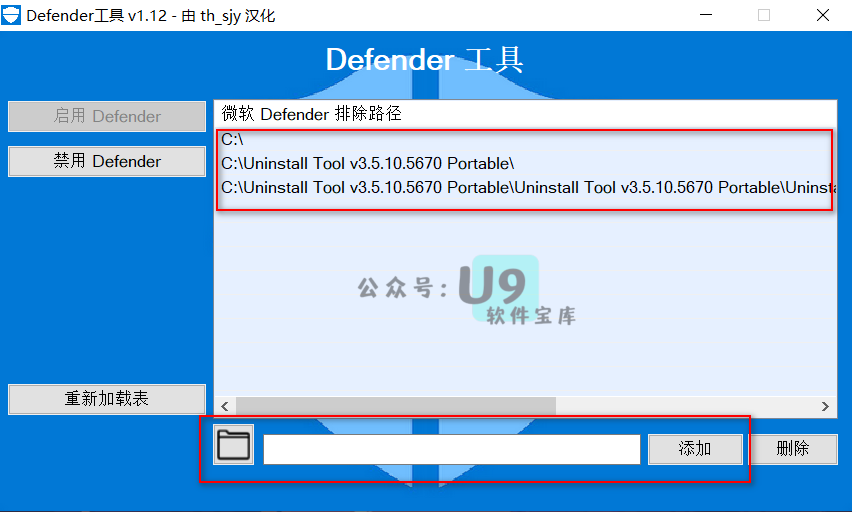 Defender工具 v1.12 - 由 th_sjy 汉化
Defender 工具
启用 Defender
禁用 Defender
微软 Defender 排除路径
C:\
C:\Uninstall Tool v3.5.10.5670 Portable\
C:\Uninstall Tool v3.5.10.5670 Portable\Uninstall Tool v3.5.10.5670 Portable\Uninsta
公众号:U9
软件宝库
重新加载表
添加
删除